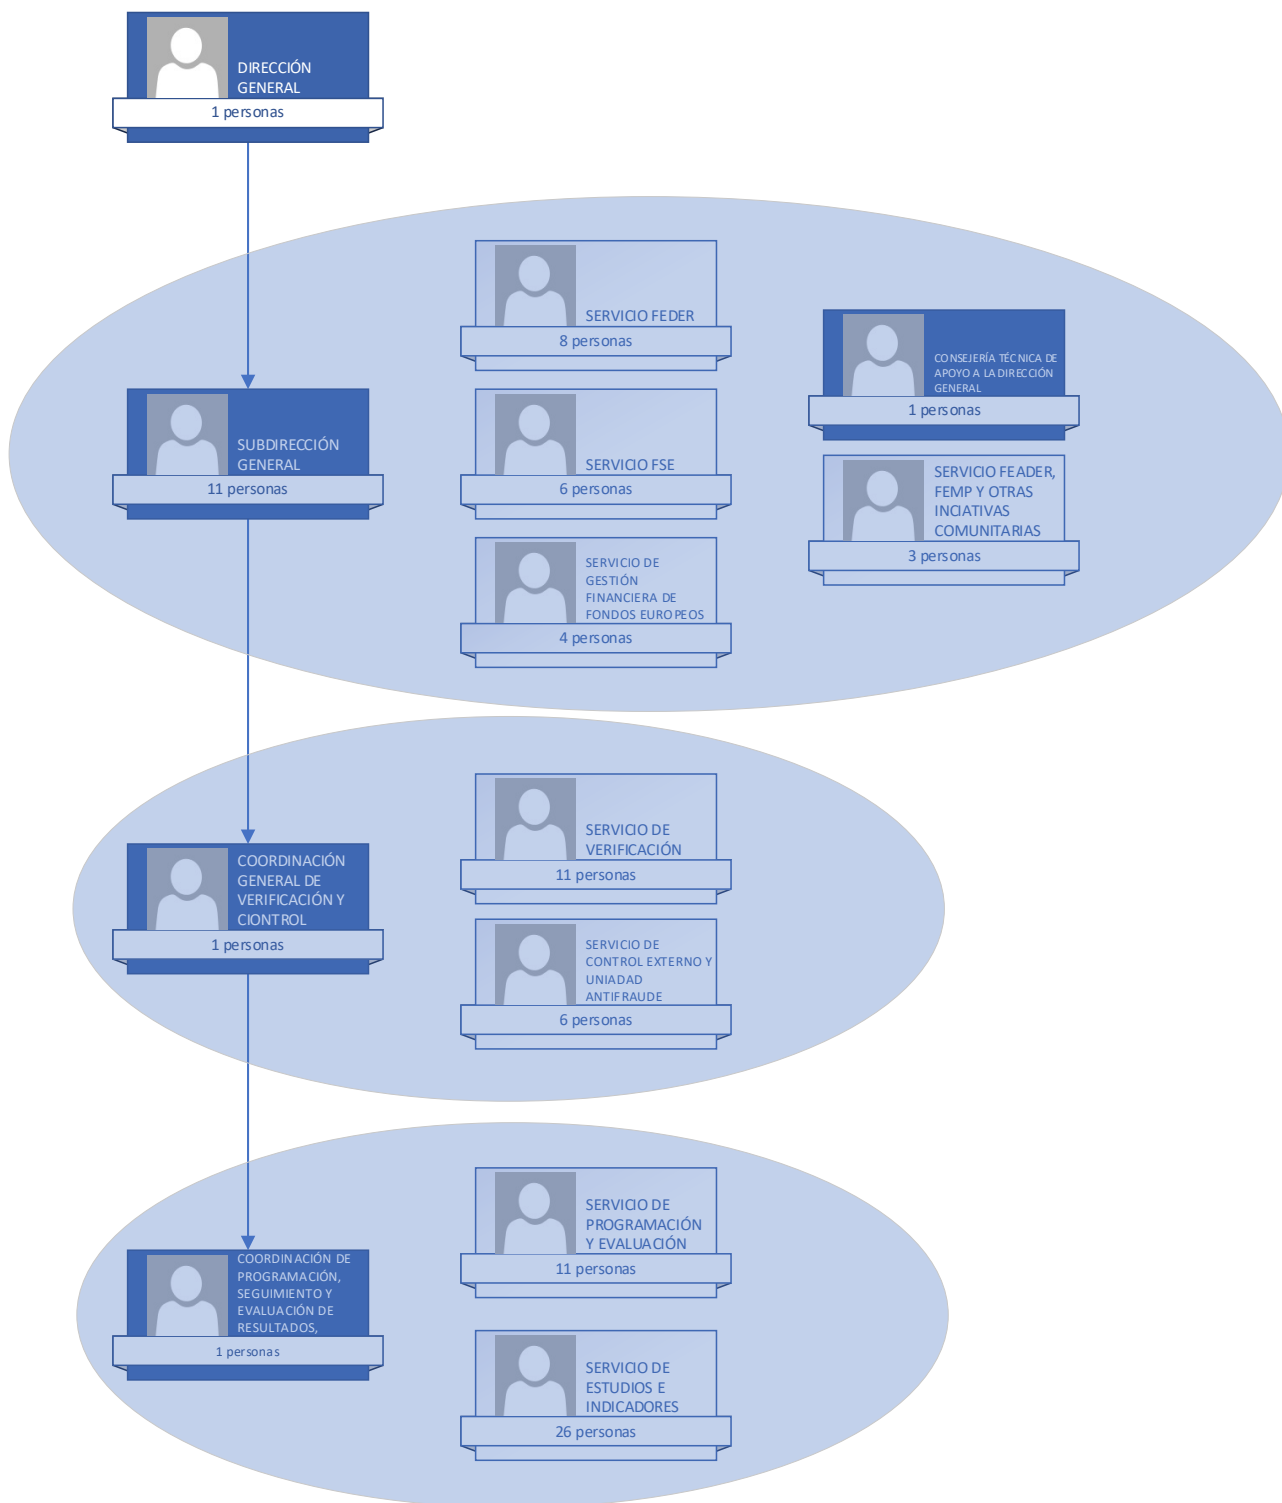 DIRECCIÓN
GENERAL
1 personas
SERVICIO FEDER
8 personas
CONSEJERÍA TÉCNICA DE
APOYO A LA DIRECCIÓN
GENERAL
1 personas
SUBDIRECCIÓN
GENERAL
11 personas
SERVICIO FSE
6 personas
SERVICIO FEADER,
FEMP Y OTRAS
INCIATIVAS
COMUNITARIAS
3 personas
SERVICIO DE
GESTIÓN
FINANCIERA DE
FONDOS EUROPEOS
4 personas
COORDINACIÓN
GENERAL DE
VERIFICACIÓN Y
CIONTROL
1 personas
SERVICIO DE
VERIFICACIÓN
11 personas
SERVICIO DE
CONTROL EXTERNO Y
UNIADAD
ANTIFRAUDE
6 personas
COORDINACIÓN DE
PROGRAMACIÓN,
SEGUIMIENTO Y
EVALUACIÓN DE
RESULTADOS,
1 personas
SERVICIO DE
PROGRAMACIÓN
Y EVALUACIÓN
11 personas
SERVICIO DE
ESTUDIOS E
INDICADORES
26 personas